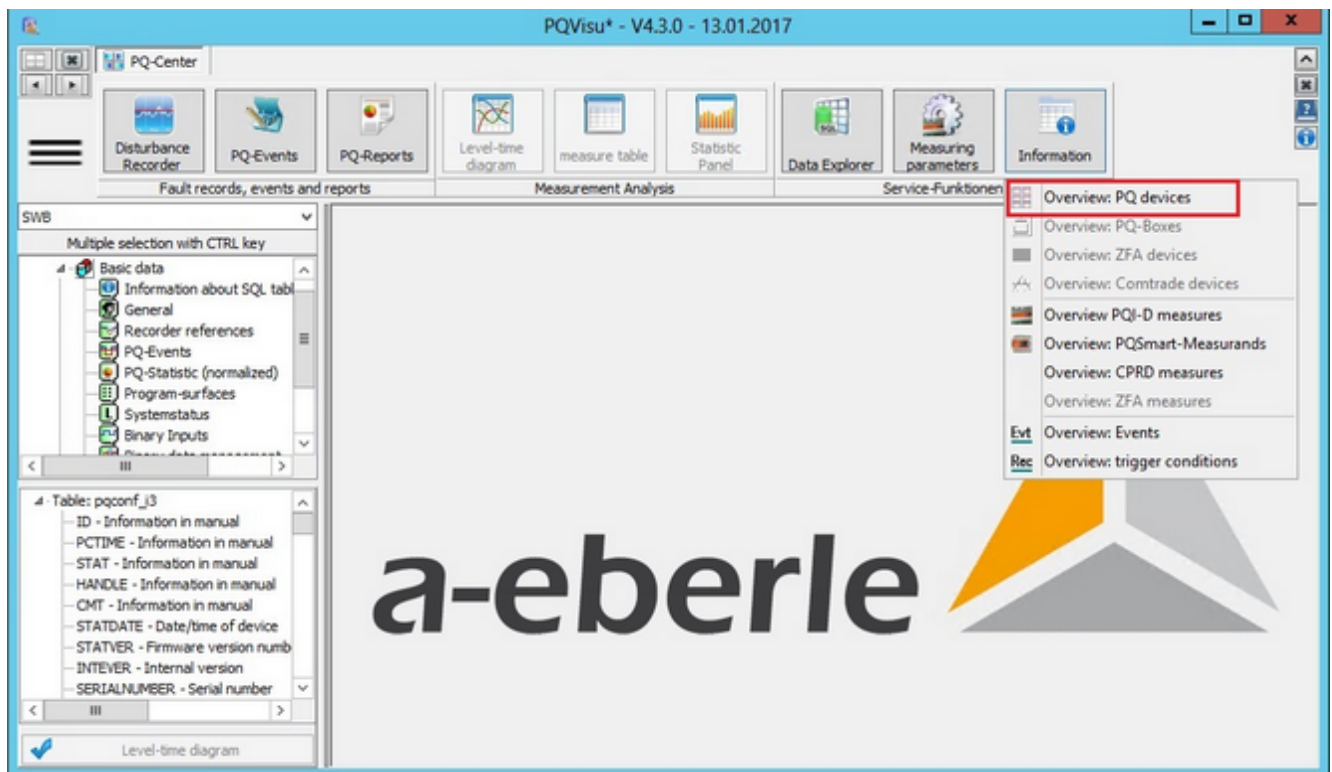 PQVisu* - V4.3.0 - 13.01.2017
PQ-Center
Disturbance
Recorder
PQ-Events
PQ-Reports
Level-time
diagram
measure table
Statistic
Panel
SQL
Data Explorer
Measuring
parameters
Information
Fault records, events and reports
Measurement Analysis
Service-Funktionen
SWB
Multiple selection with CTRL key
Basic data
Information about SQL tabl
General
Recorder references
PQ-Events
PQ-Statistic (normalized)
Program-surfaces
Systemstatus
Binary Inputs
Table: pqconf_i3
ID - Information in manual
PCTIME - Information in manual
STAT - Information in manual
HANDLE - Information in manual
CMT - Information in manual
STATDATE - Date/time of device
STATVER - Firmware version numb
INTEVER - Internal version
SERIALNUMBER - Serial number
Level-time diagram
Overview: PQ devices
Overview: PQ-Boxes
Overview: ZFA devices
Overview: Comtrade devices
Overview PQI-D measures
Overview: PQSmart-Measurands
Overview: CPRD measures
Overview: ZFA measures
Evt Overview: Events
Rec Overview: trigger conditions
a-eberle